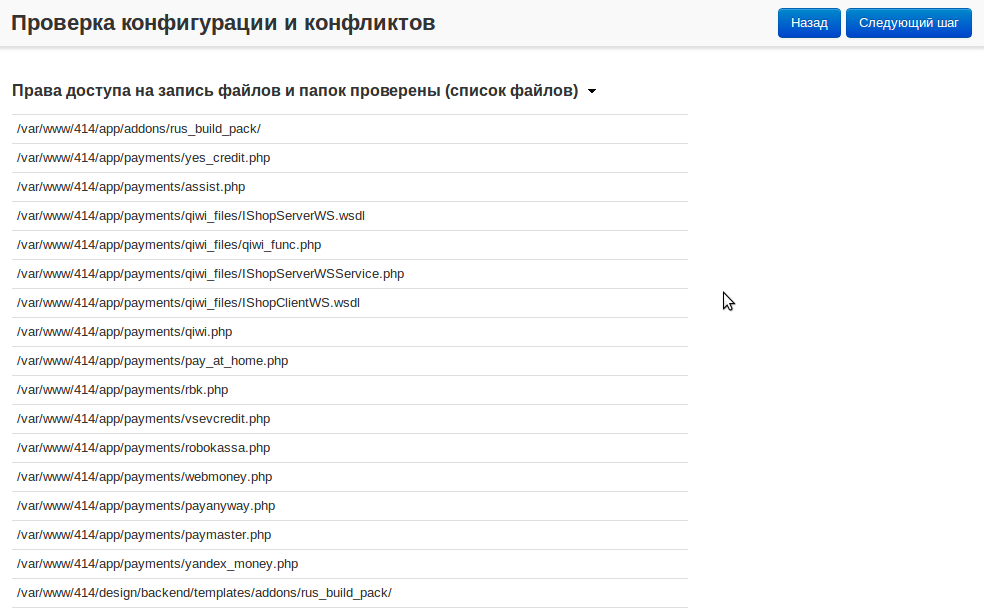 Проверка конфигурации и конфликтов
Назад
Следующий шаг
Права доступа на запись файлов и папок проверены (список файлов)
/var/www/414/app/addons/rus_build_pack/
/var/www/414/app/payments/yes_credit.php
/var/www/414/app/payments/assist.php
/var/www/414/app/payments/qiwi_files/IShopServerWS.wsdl
/var/www/414/app/payments/qiwi_files/qiwi_func.php
/var/www/414/app/payments/qiwi_files/IShopServerWSService.php
/var/www/414/app/payments/qiwi_files/IShopClientWS.wsdl
/var/www/414/app/payments/qiwi.php
/var/www/414/app/payments/pay_at_home.php
/var/www/414/app/payments/rbk.php
/var/www/414/app/payments/vsevcredit.php
/var/www/414/app/payments/robokassa.php
/var/www/414/app/payments/webmoney.php
/var/www/414/app/payments/payanyway.php
/var/www/414/app/payments/paymaster.php
/var/www/414/app/payments/yandex_money.php
/var/www/414/design/backend/templates/addons/rus_build_pack/